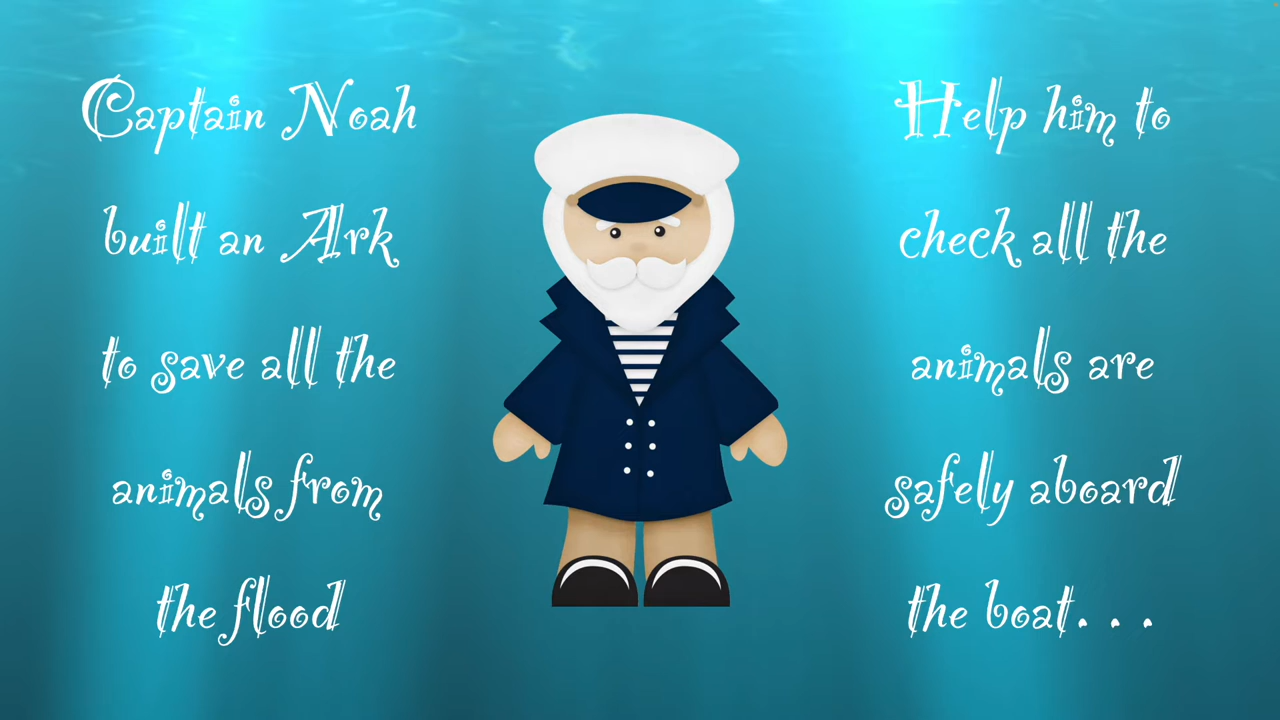 Captain Noah
built an Ark
to save all the
animals from
the flood
Help him to
check all the
animals are
safely aboard
the boat...